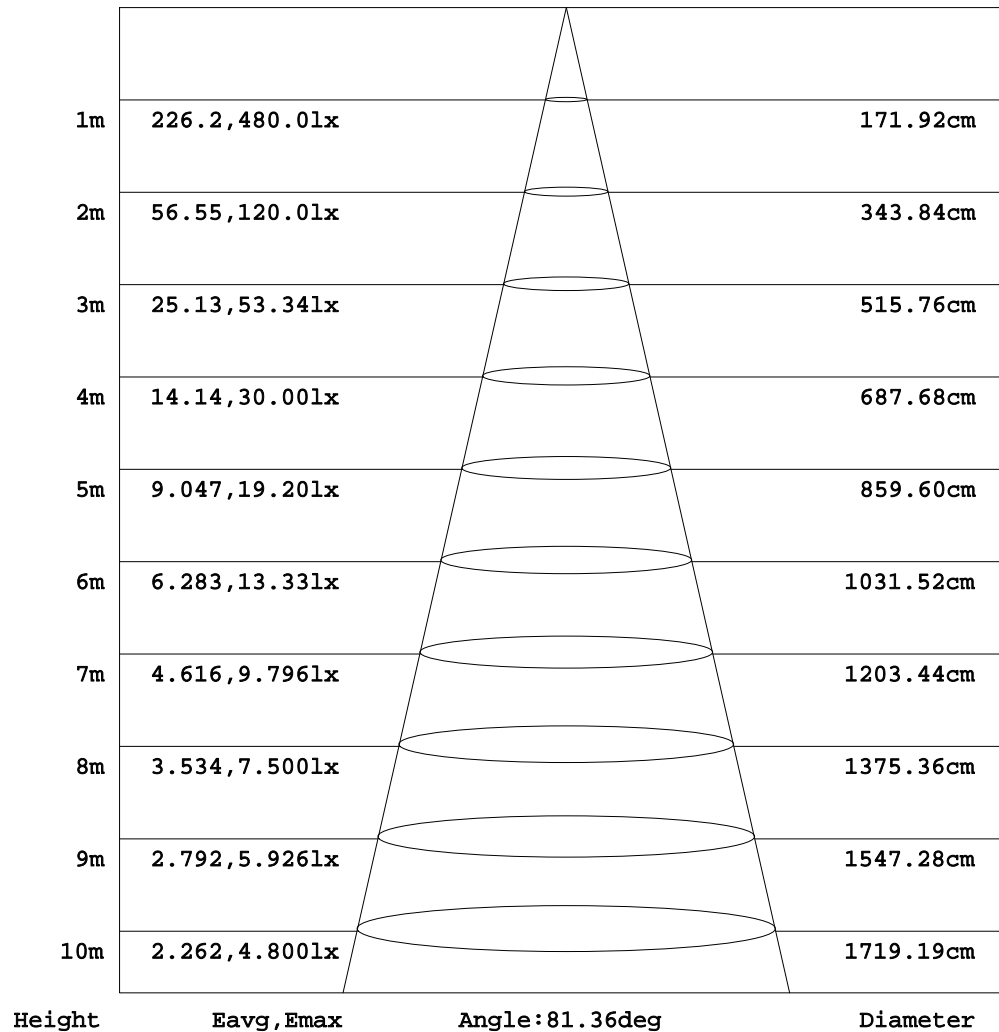 1m 226.2,480.0lx 171.92cm
2m 56.55,120.0lx 343.84cm
3m 25.13,53.34lx 515.76cm
4m 14.14,30.00lx 687.68cm
5m 9.047,19.20lx 859.60cm
6m 6.283,13.33lx 1031.52cm
7m 4.616,9.796lx 1203.44cm
8m 3.534,7.500lx 1375.36cm
9m 2.792,5.926lx 1547.28cm
10m 2.262,4.800lx 1719.19cm
Height Eavg,Emax Angle:81.36deg Diameter